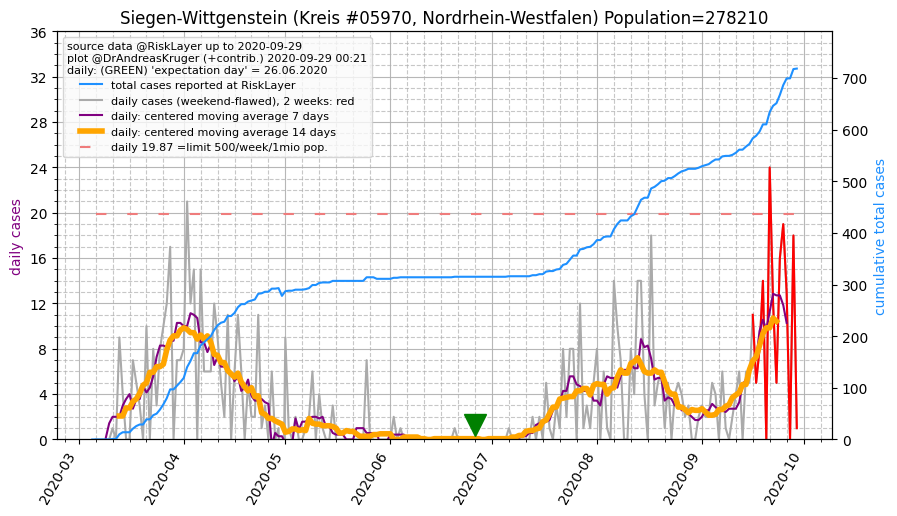 Siegen-Wittgenstein (Kreis #05970, Nordrhein-Westfalen) Population=278210
source data @RiskLayer up to 2020-09-29
plot @DrAndreasKruger (+contrib.) 2020-09-29 00:21
daily: (GREEN) 'expectation day' = 26.06.2020
total cases reported at RiskLayer
daily cases (weekend-flawed), 2 weeks: red
daily: centered moving average 7 days
daily: centered moving average 14 days
daily 19.87 =limit 500/week/1mio pop.
daily cases
36
32
28
24
20
16
12
8
4
0
700
600
500
400
300
200
100
0
cumulative total cases
2020-03
2020-04
2020-05
2020-06
2020-07
2020-08
2020-09
2020-10